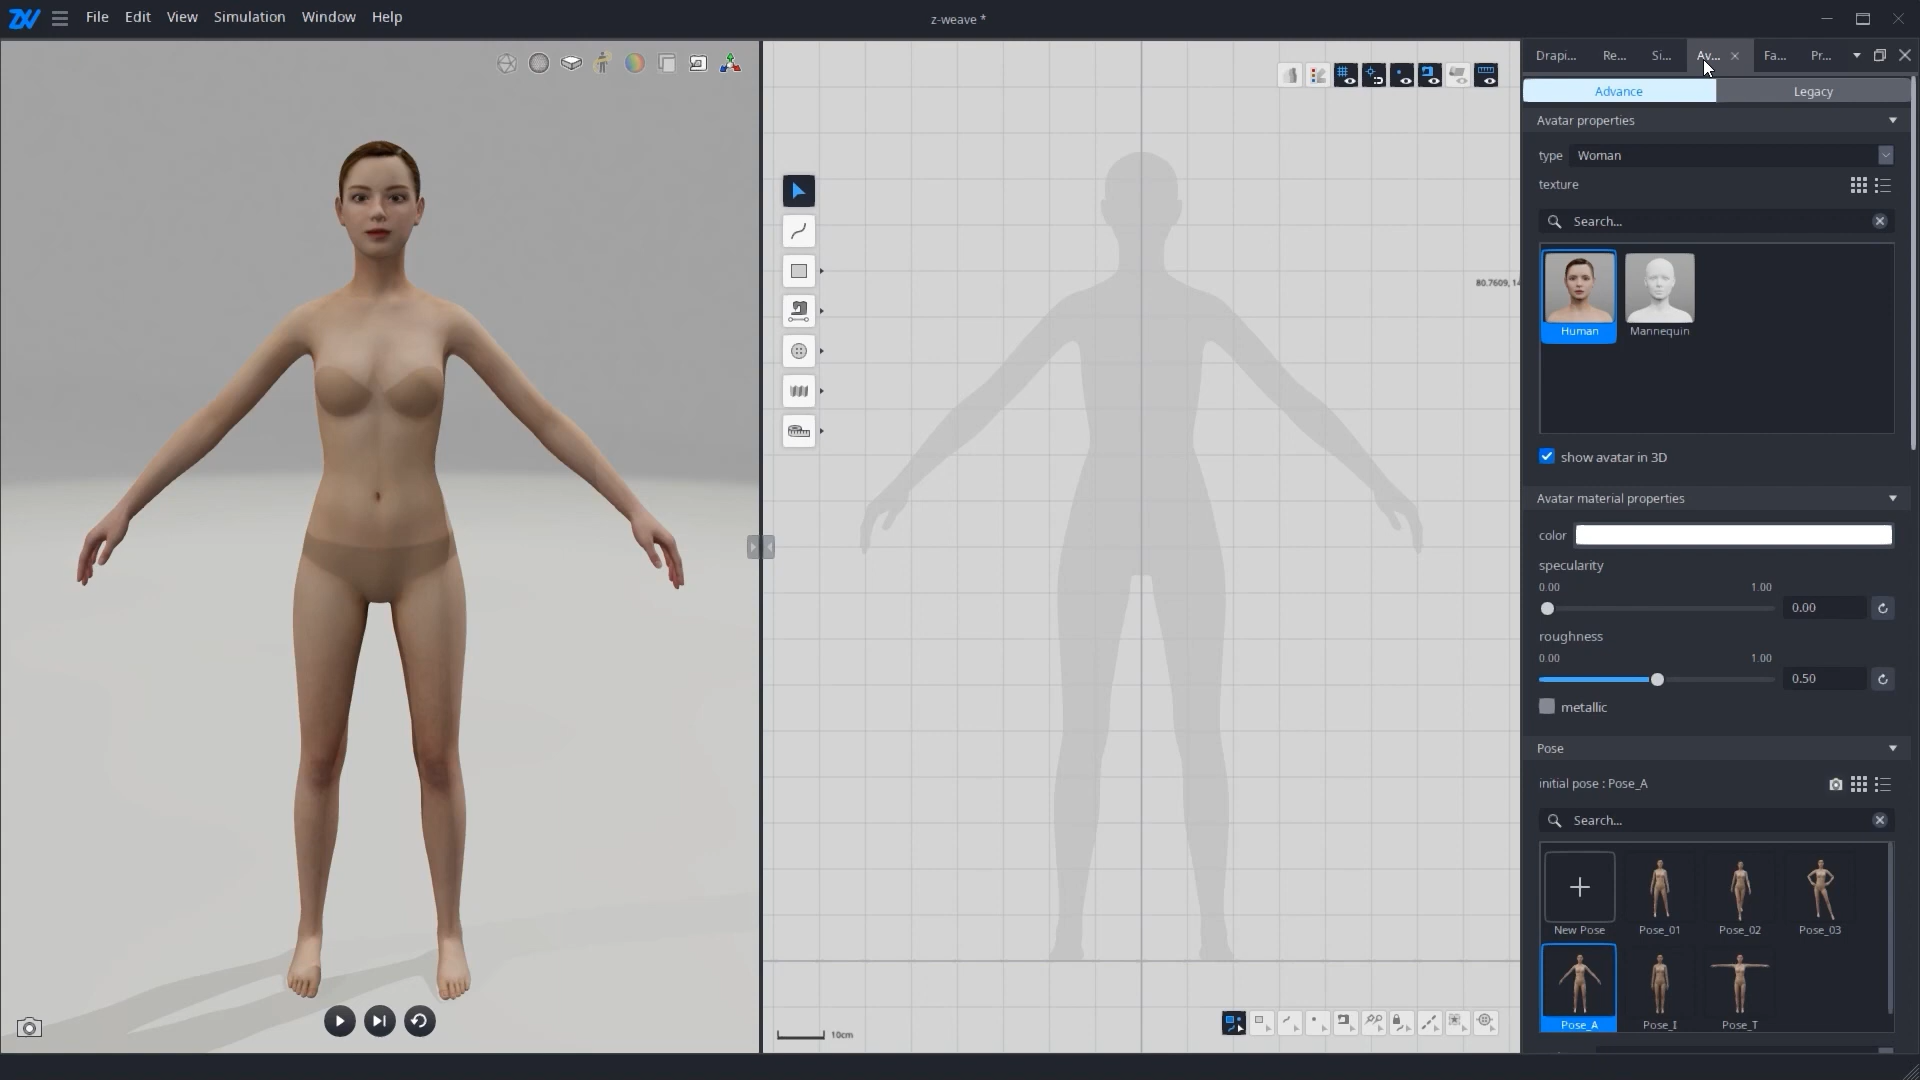 File Edit View Simulation Window Help
z-weave *
Drapi... Re... Si... Av... Fa... Pr...
Advance Legacy
Avatar properties
type Woman
texture
Search...
Human Mannequin
show avatar in 3D
Avatar material properties
color
specularity
0.00 1.00
0.00
roughness
0.00 1.00
0.50
metallic
Pose
initial pose : Pose_A
Search...
New Pose Pose_01 Pose_02 Pose_03
Pose_A Pose_I Pose_T
80.7609, 14
10cm